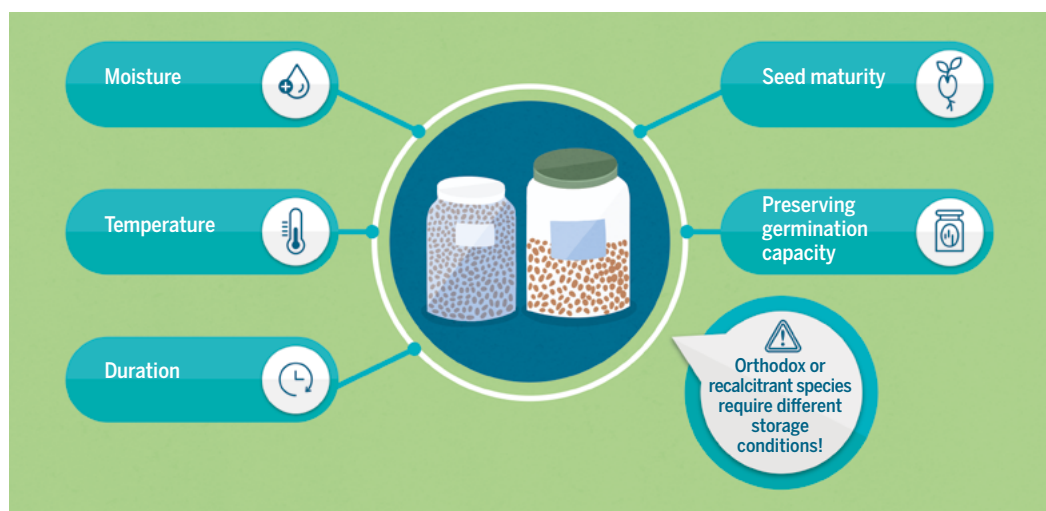 Moisture
Temperature
Duration
Seed maturity
Preserving
germination
capacity
Orthodox or
recalcitrant species
require different
storage
conditions!